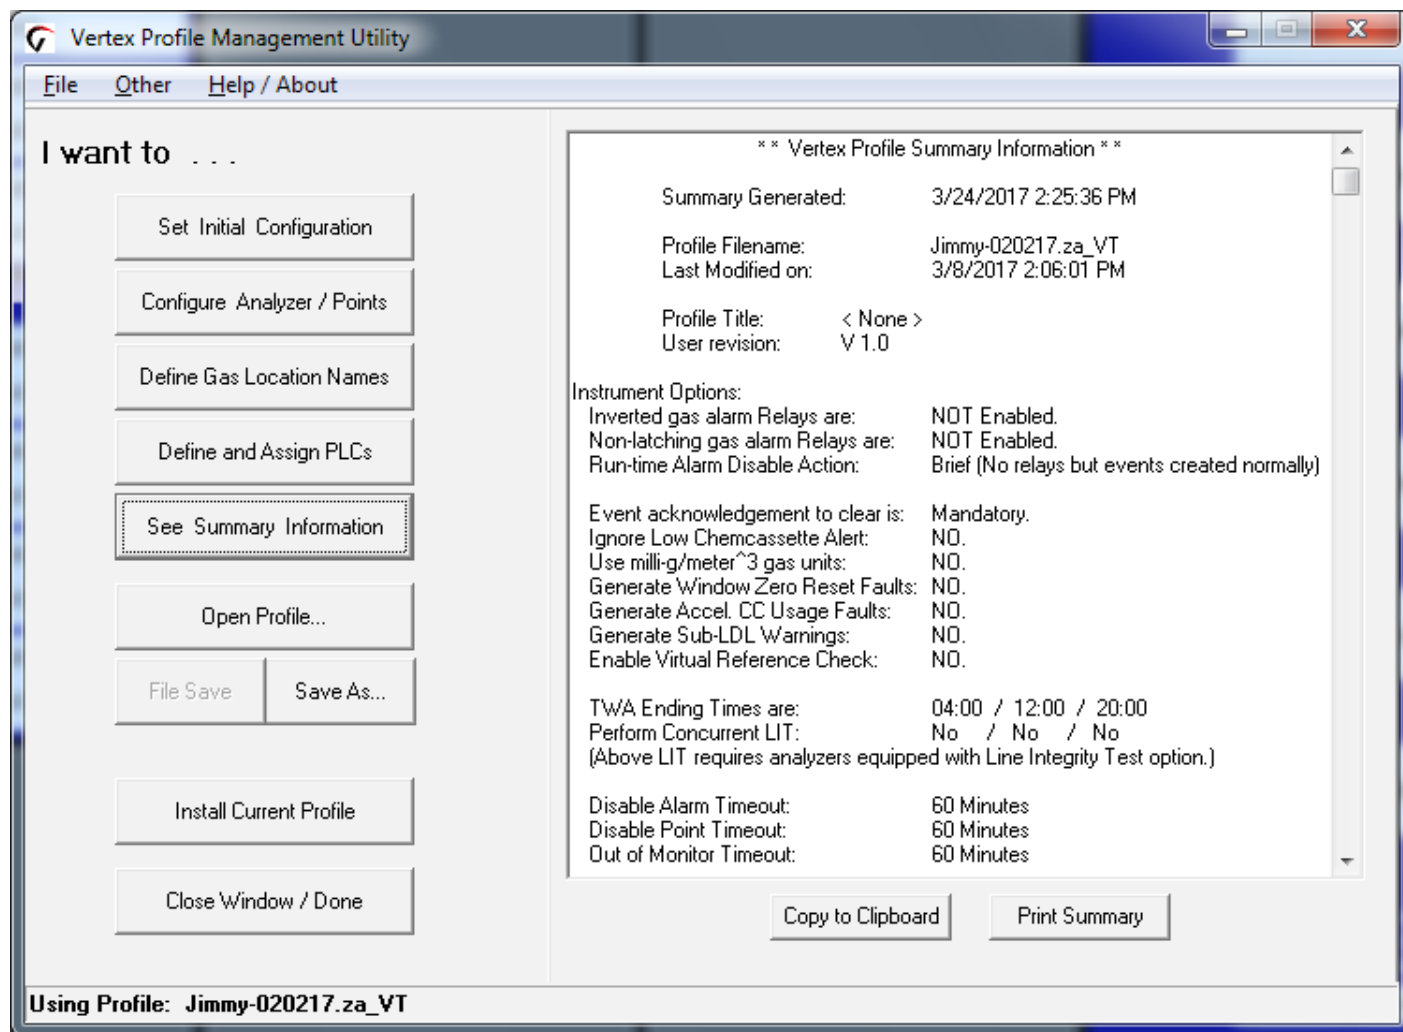 Vertex Profile Management Utility
File Other Help / About
I want to . . .
Set Initial Configuration
Configure Analyzer / Points
Define Gas Location Names
Define and Assign PLCs
See Summary Information
Open Profile...
File Save Save As...
Install Current Profile
Close Window / Done
* * Vertex Profile Summary Information * *
Summary Generated: 3/24/2017 2:25:36 PM
Profile Filename: Jimmy-020217.za_VT
Last Modified on: 3/8/2017 2:06:01 PM
Profile Title: < None >
User revision: V 1.0
Instrument Options:
Inverted gas alarm Relays are: NOT Enabled.
Non-latching gas alarm Relays are: NOT Enabled.
Run-time Alarm Disable Action: Brief (No relays but events created normally)
Event acknowledgement to clear is: Mandatory.
Ignore Low Chemcassette Alert: NO.
Use milli-g/meter^3 gas units: NO.
Generate Window Zero Reset Faults: NO.
Generate Accel. CC Usage Faults: NO.
Generate Sub-LDL Warnings: NO.
Enable Virtual Reference Check: NO.
TWA Ending Times are: 04:00 / 12:00 / 20:00
Perform Concurrent LIT: No / No / No
(Above LIT requires analyzers equipped with Line Integrity Test option.)
Disable Alarm Timeout: 60 Minutes
Disable Point Timeout: 60 Minutes
Out of Monitor Timeout: 60 Minutes
Copy to Clipboard Print Summary
Using Profile: Jimmy-020217.za_VT